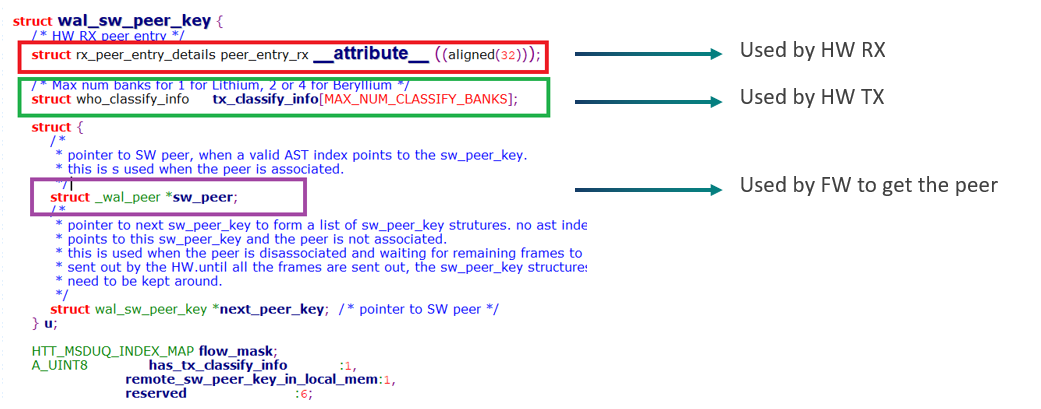 struct wal_sw_peer_key {
/* HW RX peer entry */
struct rx_peer_entry_details peer_entry_rx __attribute__ ((aligned(32)));
Used by HW RX
/* Max num banks for 1 for Lithium, 2 or 4 for Beryllium */
struct who_classify_info tx_classify_info[MAX_NUM_CLASSIFY_BANKS];
Used by HW TX
struct {
/*
* pointer to SW peer, when a valid AST index points to the sw_peer_key.
* this is s used when the peer is associated.
*/
struct _wal_peer *sw_peer;
Used by FW to get the peer
/*
* pointer to next sw_peer_key to form a list of sw_peer_key strutures. no ast inde
* points to this sw_peer_key and the peer is not associated.
* this is used when the peer is disassociated and waiting for remaining frames to
* sent out by the HW.until all the frames are sent out, the sw_peer_key structures
* need to be kept around.
*/
struct wal_sw_peer_key *next_peer_key; /* pointer to SW peer */
} u;
HTT_MSDUQ_INDEX_MAP flow_mask;
A_UINT8 has_tx_classify_info :1,
remote_sw_peer_key_in_local_mem:1,
reserved :6;